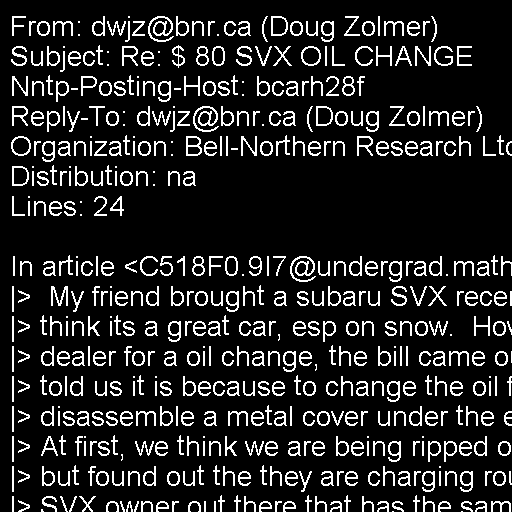 From: dwjz@bnr.ca (Doug Zolmer)
Subject: Re: $ 80 SVX OIL CHANGE
Nntp-Posting-Host: bcarh28f
Reply-To: dwjz@bnr.ca (Doug Zolmer)
Organization: Bell-Northern Research Ltd
Distribution: na
Lines: 24

In article <C518F0.9I7@undergrad.math
|>  My friend brought a subaru SVX recen
|> think its a great car, esp on snow.  Hov
|> dealer for a oil change, the bill came ou
|> told us it is because to change the oil f
|> disassemble a metal cover under the e
|> At first, we think we are being ripped o
|> but found out the they are charging rou
|> SVX owner out there that has the sam